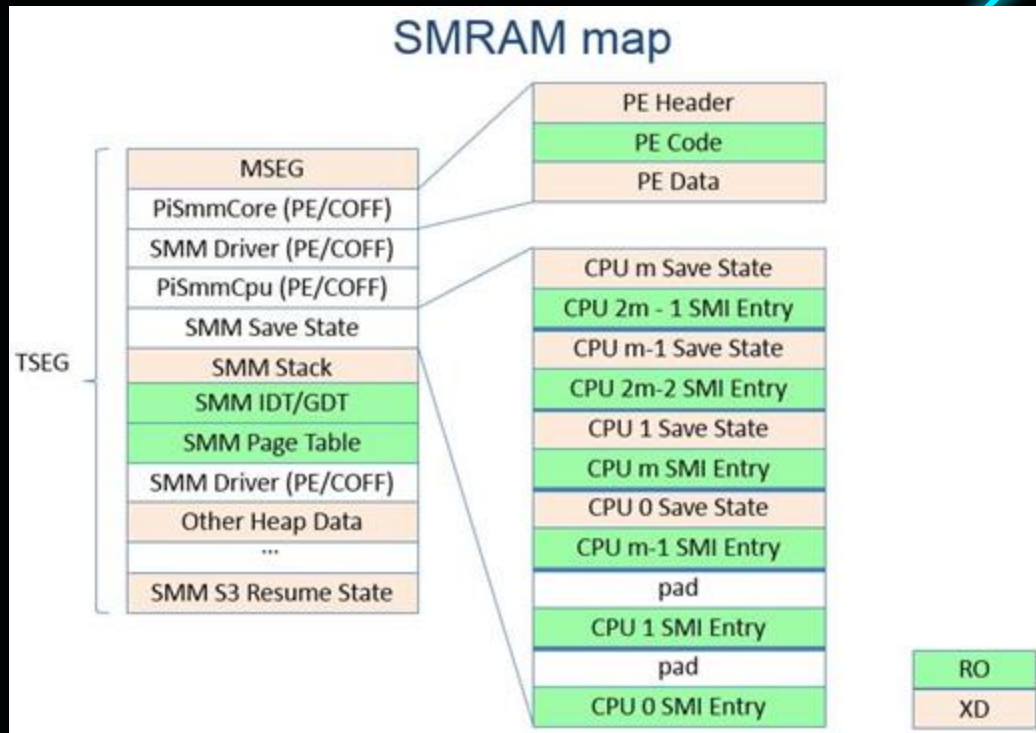 SMRAM map
TSEG
MSEG
PiSmmCore (PE/COFF)
SMM Driver (PE/COFF)
PiSmmCpu (PE/COFF)
SMM Save State
SMM Stack
SMM IDT/GDT
SMM Page Table
SMM Driver (PE/COFF)
Other Heap Data
...
SMM S3 Resume State
PE Header
PE Code
PE Data
CPU m Save State
CPU 2m - 1 SMI Entry
CPU m-1 Save State
CPU 2m-2 SMI Entry
CPU 1 Save State
CPU m SMI Entry
CPU 0 Save State
CPU m-1 SMI Entry
pad
CPU 1 SMI Entry
pad
CPU 0 SMI Entry
RO
XD